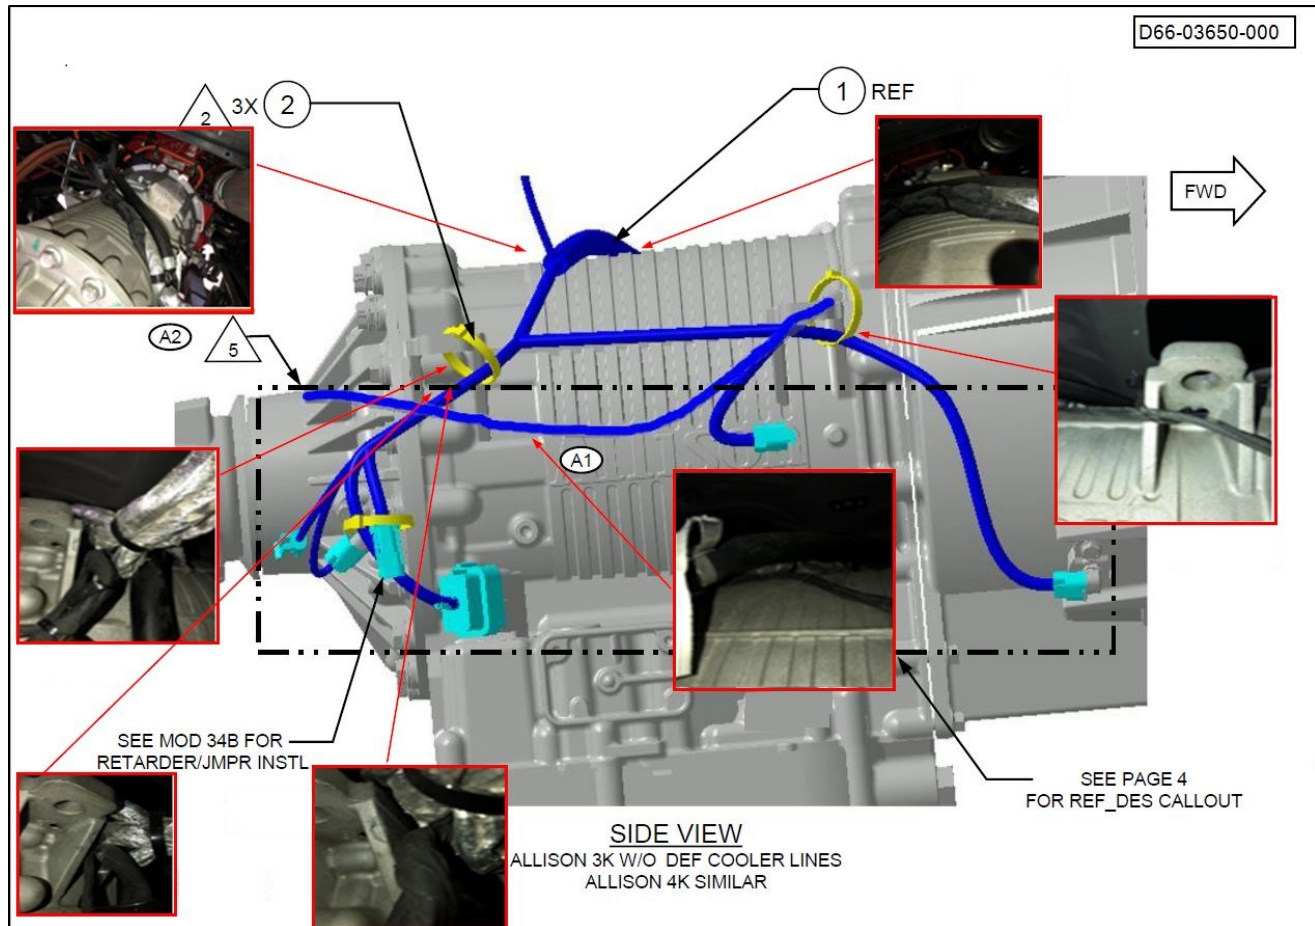 D66-03650-000
2
3X
2
1
REF
FWD
A2
5
A1
SEE MOD 34B FOR
RETARDER/JMPR INSTL
SEE PAGE 4
FOR REF_DES CALLOUT
SIDE VIEW
ALLISON 3K W/O DEF COOLER LINES
ALLISON 4K SIMILAR